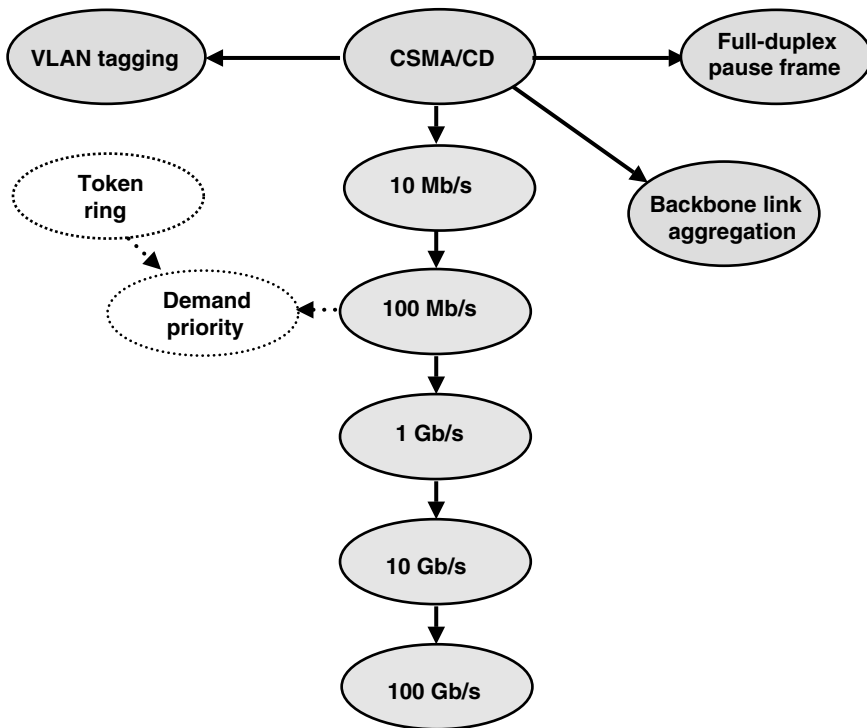 VLAN tagging
CSMA/CD
Full-duplex
pause frame
Token
ring
10 Mb/s
Backbone link
aggregation
Demand
priority
100 Mb/s
1 Gb/s
10 Gb/s
100 Gb/s